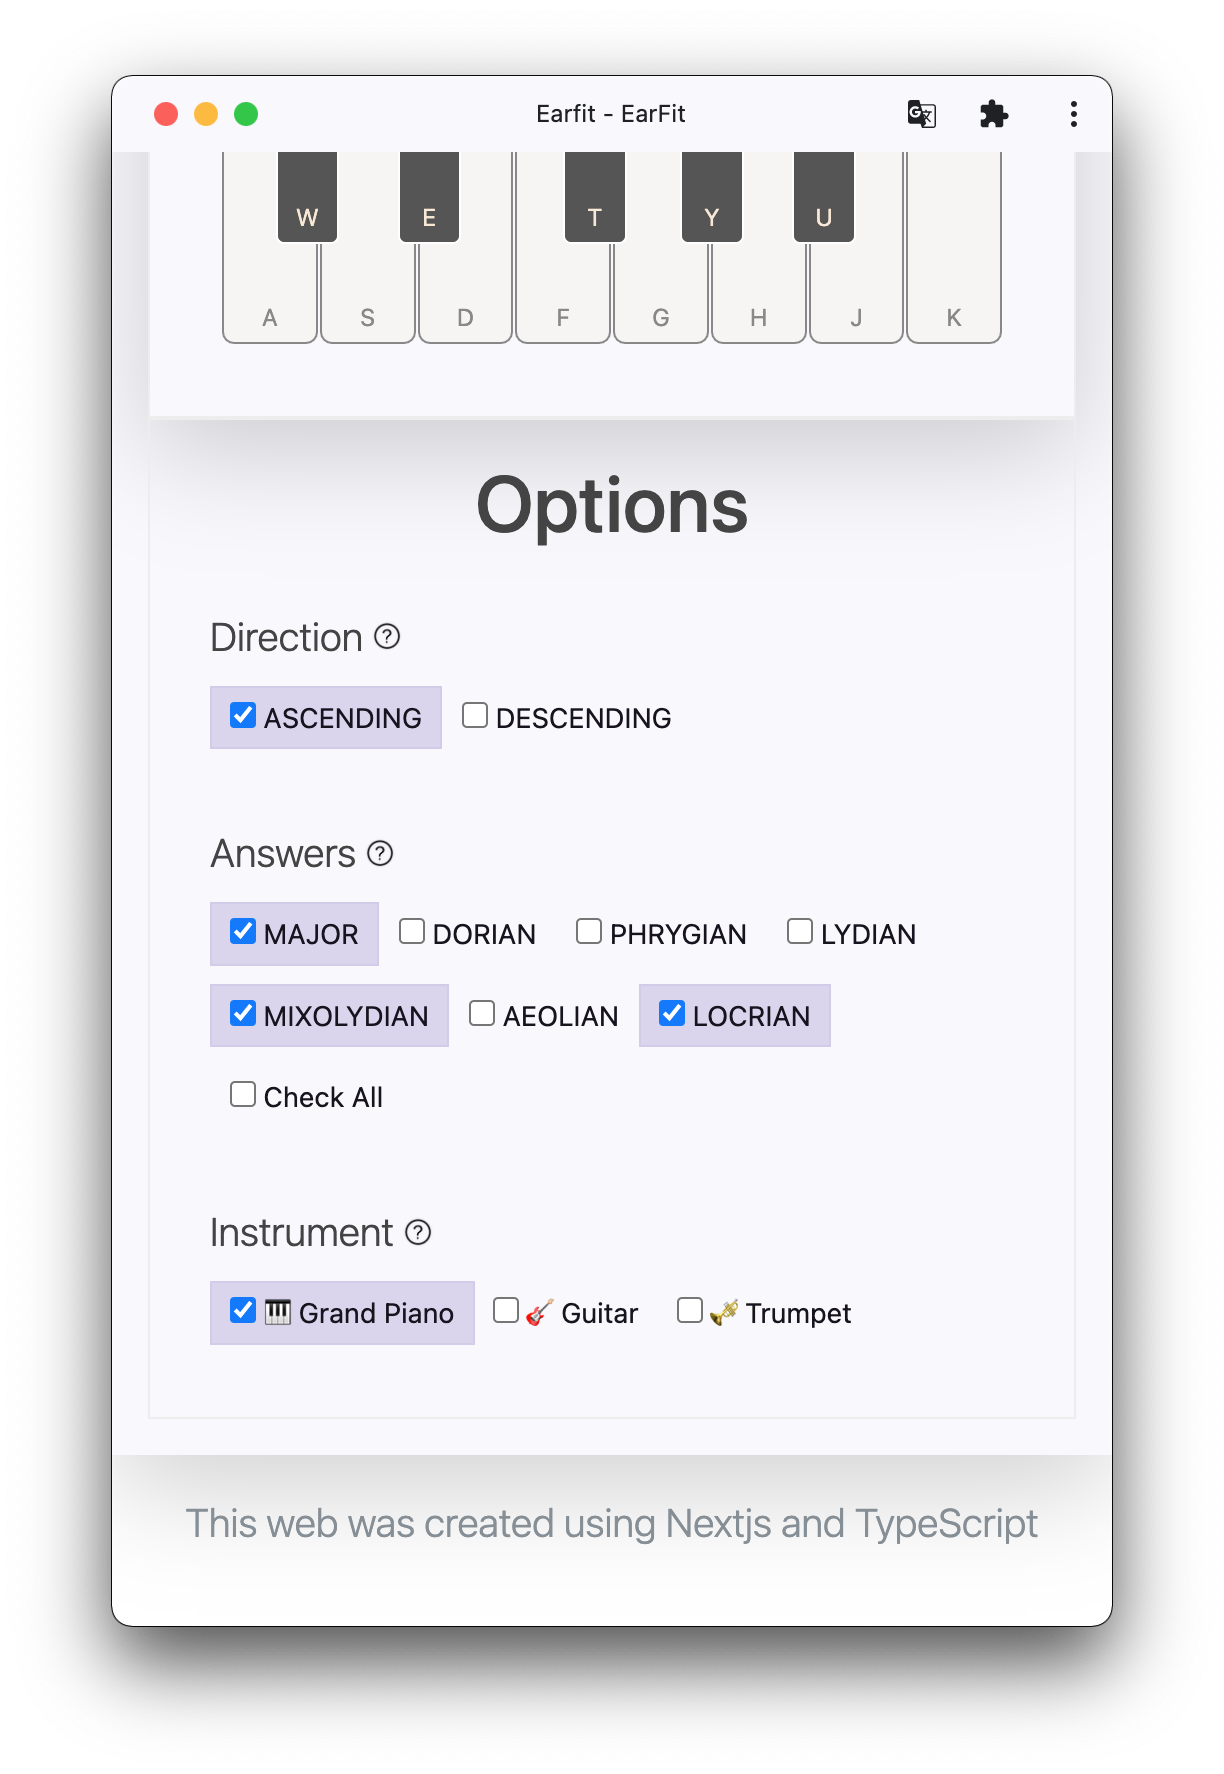 Earfit - EarFit
W E T Y U
A S D F G H J K
Options
Direction ?
ASCENDING DESCENDING
Answers ?
MAJOR DORIAN PHRYGIAN LYDIAN
MIXOLYDIAN AEOLIAN LOCRIAN
Check All
Instrument ?
Grand Piano Guitar Trumpet
This web was created using Nextjs and TypeScript